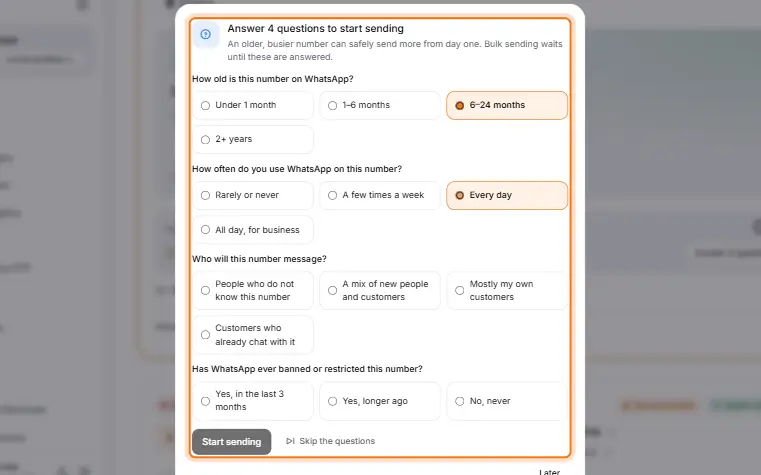 Answer 4 questions to start sending
An older, busier number can safely send more from day one. Bulk sending waits
until these are answered.
How old is this number on WhatsApp?
Under 1 month
1–6 months
6–24 months
2+ years
How often do you use WhatsApp on this number?
Rarely or never
A few times a week
Every day
All day, for business
Who will this number message?
People who do not
know this number
A mix of new people
and customers
Mostly my own
customers
Customers who
already chat with it
Has WhatsApp ever banned or restricted this number?
Yes, in the last 3
months
Yes, longer ago
No, never
Start sending
Skip the questions
Later